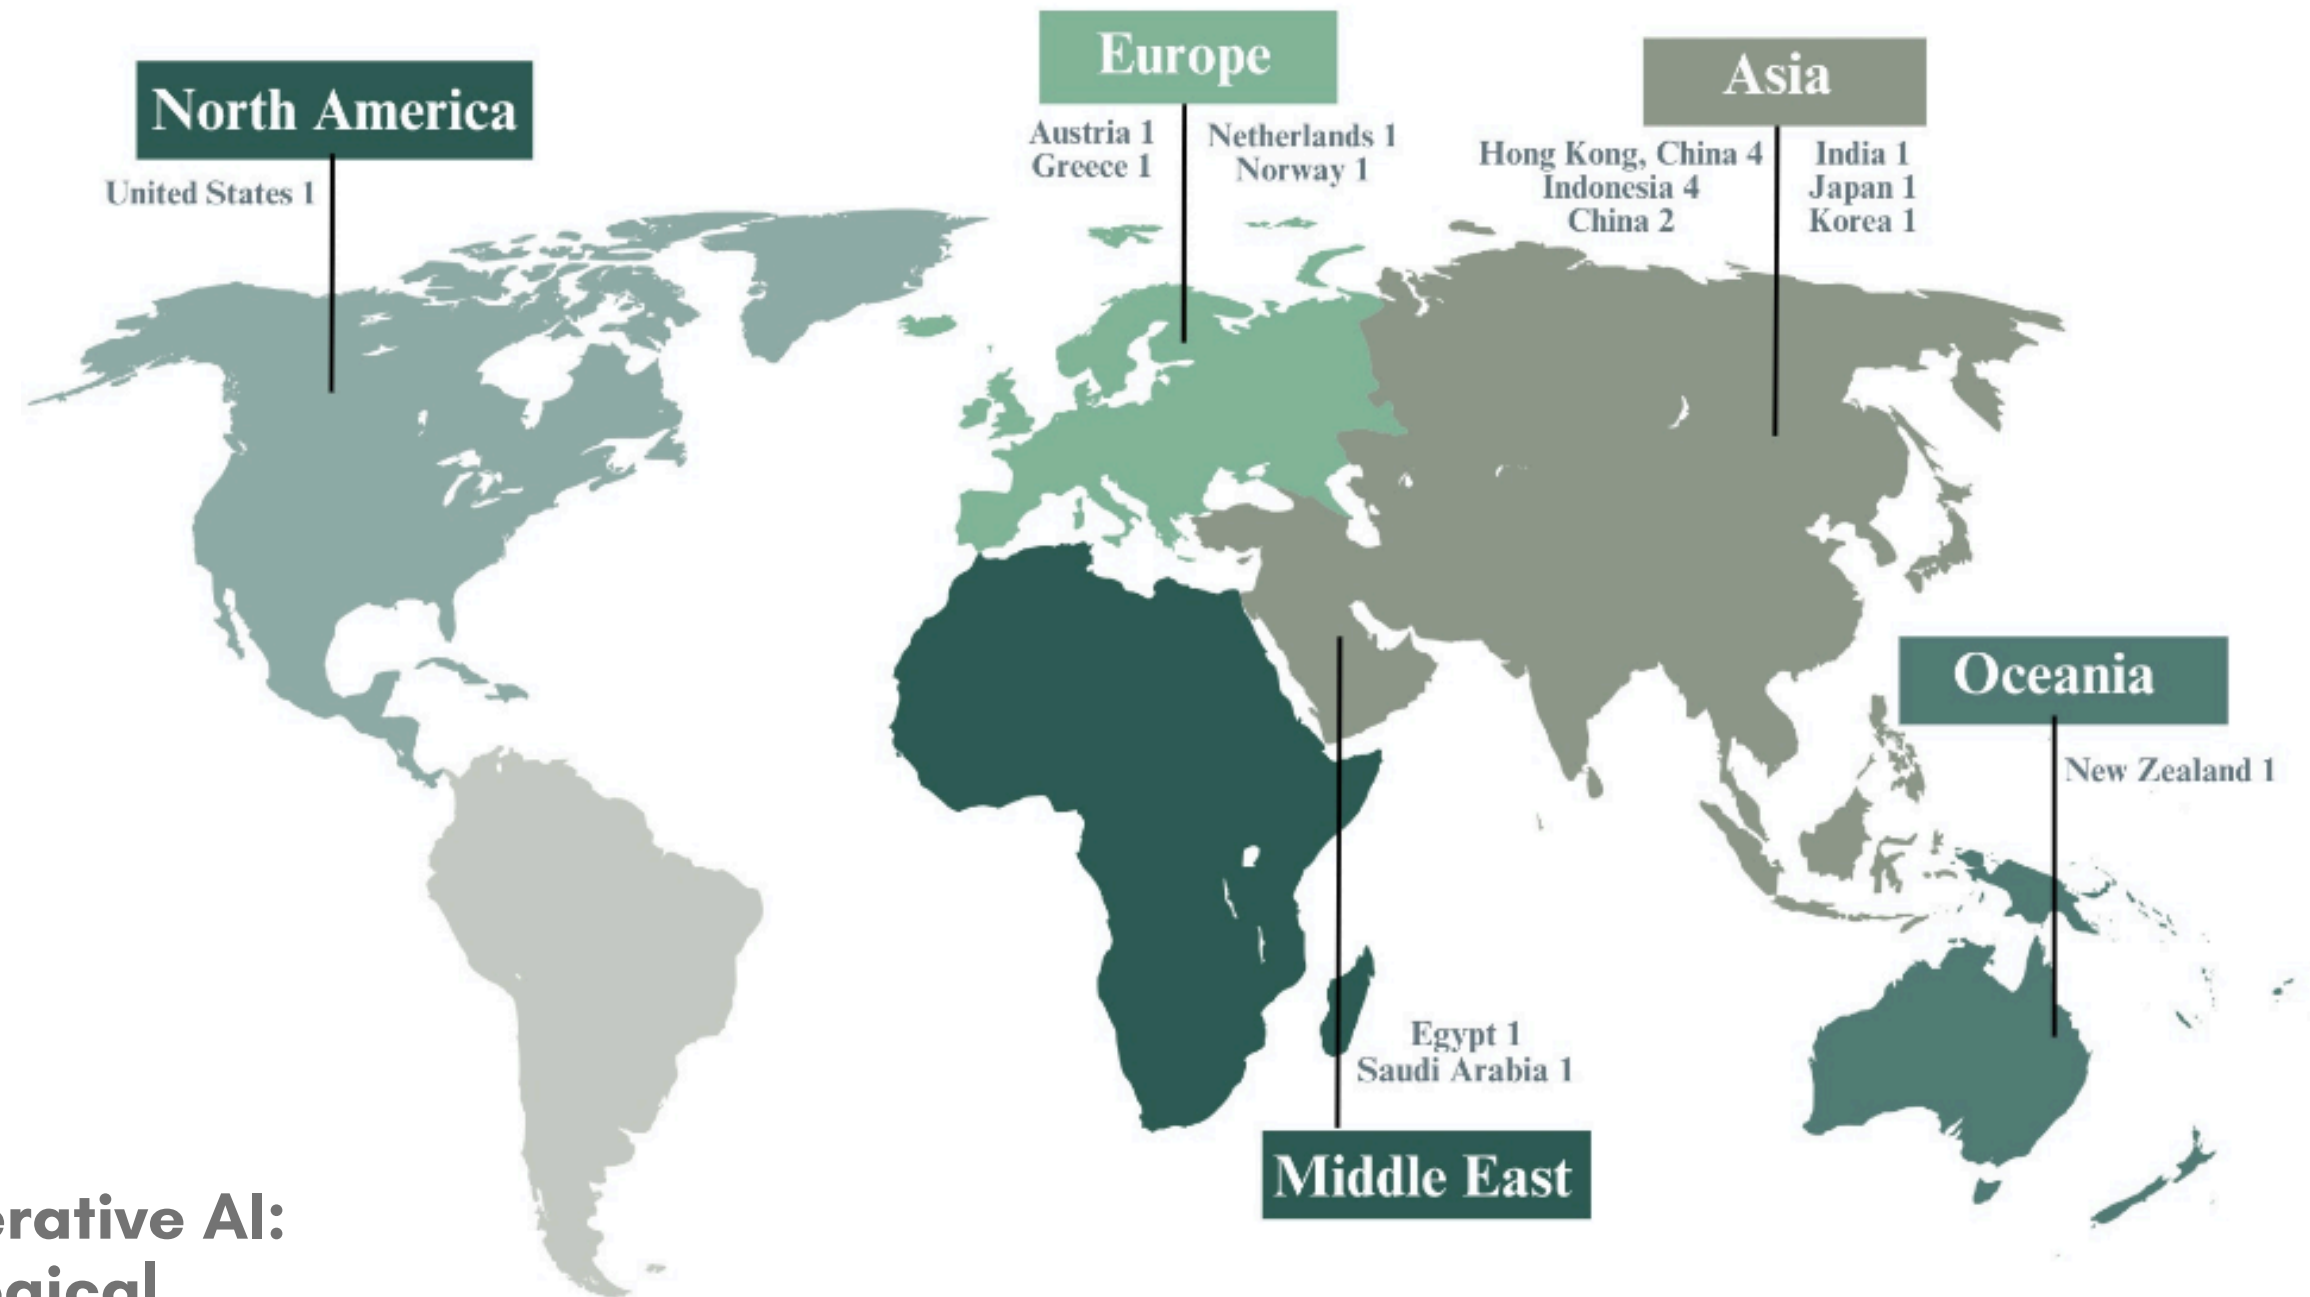 North America
United States 1
Europe
Austria 1
Greece 1
Netherlands 1
Norway 1
Asia
Hong Kong, China 4
Indonesia 4
China 2
India 1
Japan 1
Korea 1
Oceania
New Zealand 1
Egypt 1
Saudi Arabia 1
Middle East
erative AI:
gical